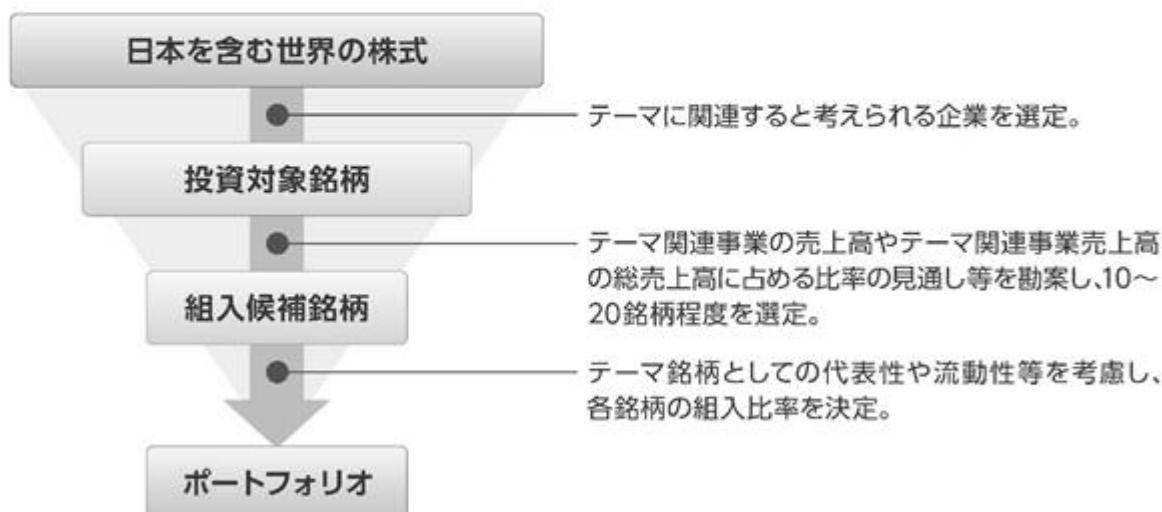 日本を含む世界の株式
テーマに関連すると考えられる企業を選定。
投資対象銘柄
テーマ関連事業の売上高やテーマ関連事業売上高
の総売上高に占める比率の見通し等を勘案し、10～
20銘柄程度を選定。
組入候補銘柄
テーマ銘柄としての代表性や流動性等を考慮し、
各銘柄の組入比率を決定。
ポートフォリオ